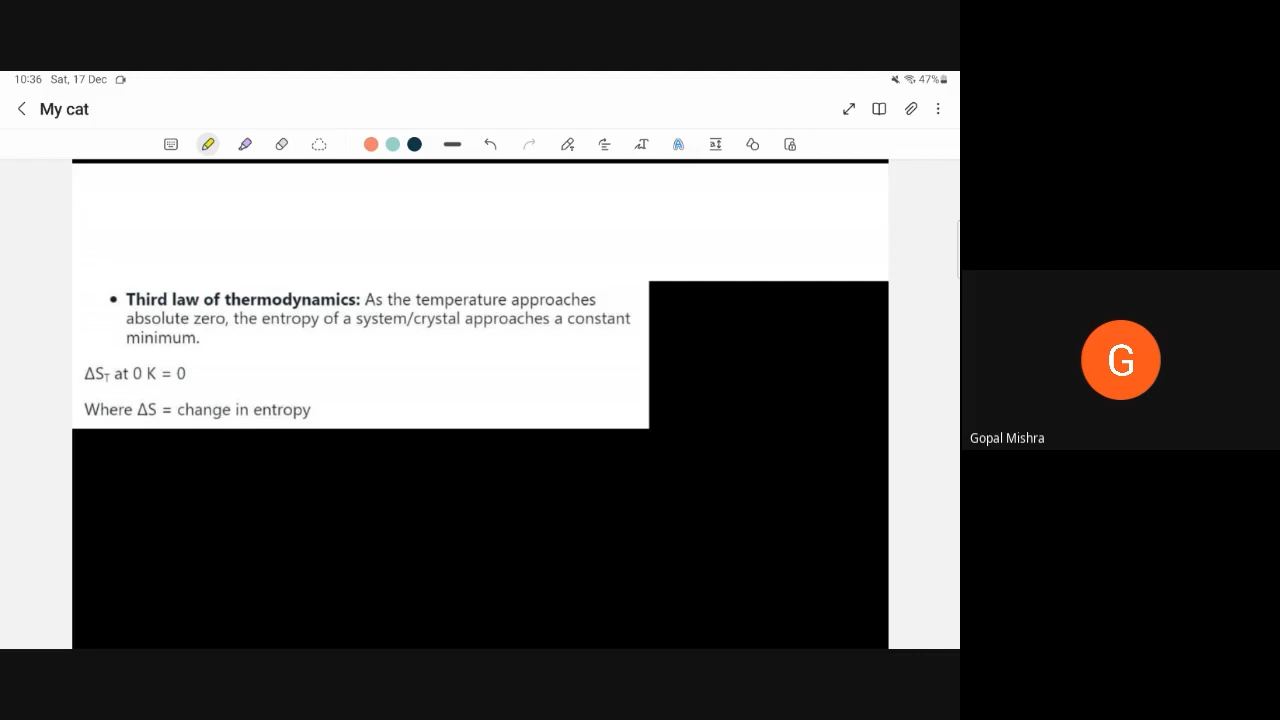 10:36 Sat, 17 Dec 47%
My cat
• Third law of thermodynamics: As the temperature approaches
absolute zero, the entropy of a system/crystal approaches a constant
minimum.
ΔS_T at 0 K = 0
Where ΔS = change in entropy
G
Gopal Mishra